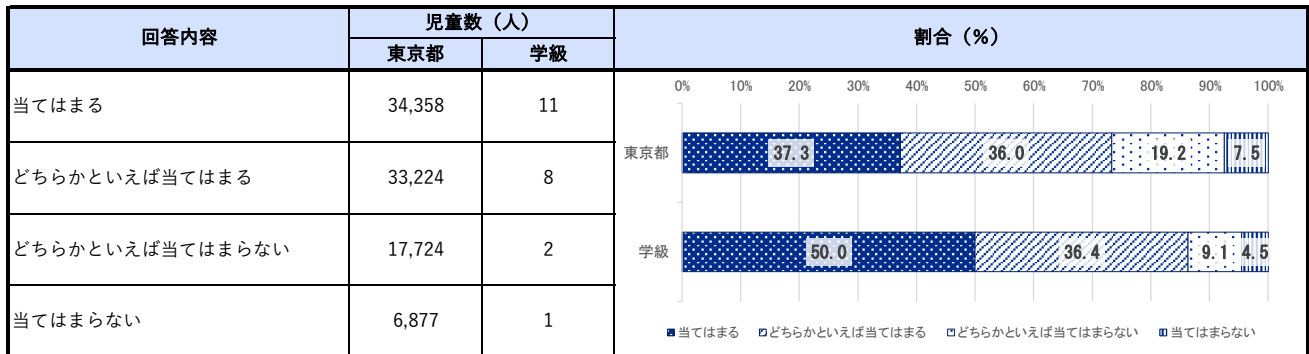 回答内容 児童数（人） 割合（％）
東京都 学級
当てはまる 34,358 11
どちらかといえば当てはまる 33,224 8
どちらかといえば当てはまらない 17,724 2
当てはまらない 6,877 1
0% 10% 20% 30% 40% 50% 60% 70% 80% 90% 100%
東京都 37.3 36.0 19.2 7.5
学級 50.0 36.4 9.1 4.5
当てはまる どちらかといえば当てはまる どちらかといえば当てはまらない 当てはまらない